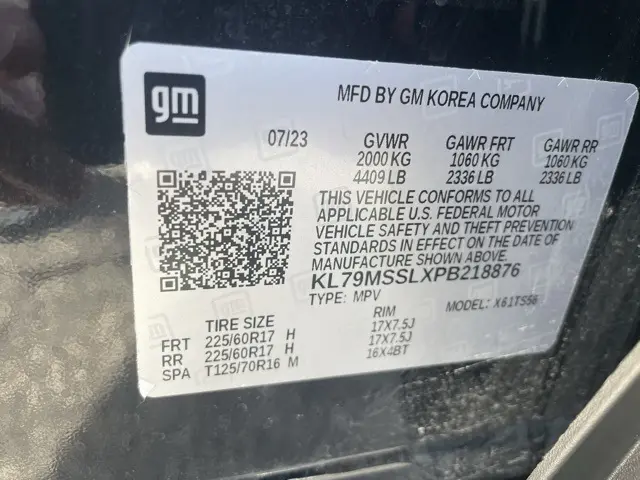 gm
MFD BY GM KOREA COMPANY
07/23 GVWR GAWR FRT GAWR RR
2000 KG 1060 KG 1060 KG
4409 LB 2336 LB 2336 LB
THIS VEHICLE CONFORMS TO ALL
APPLICABLE U.S. FEDERAL MOTOR
VEHICLE SAFETY AND THEFT PREVENTION
STANDARDS IN EFFECT ON THE DATE OF
MANUFACTURE SHOWN ABOVE.
KL79MSSLXPB218876
TYPE: MPV MODEL: X61TS56
TIRE SIZE RIM
FRT 225/60R17 H 17X7.5J
RR 225/60R17 H 17X7.5J
SPA T125/70R16 M 16X4BT